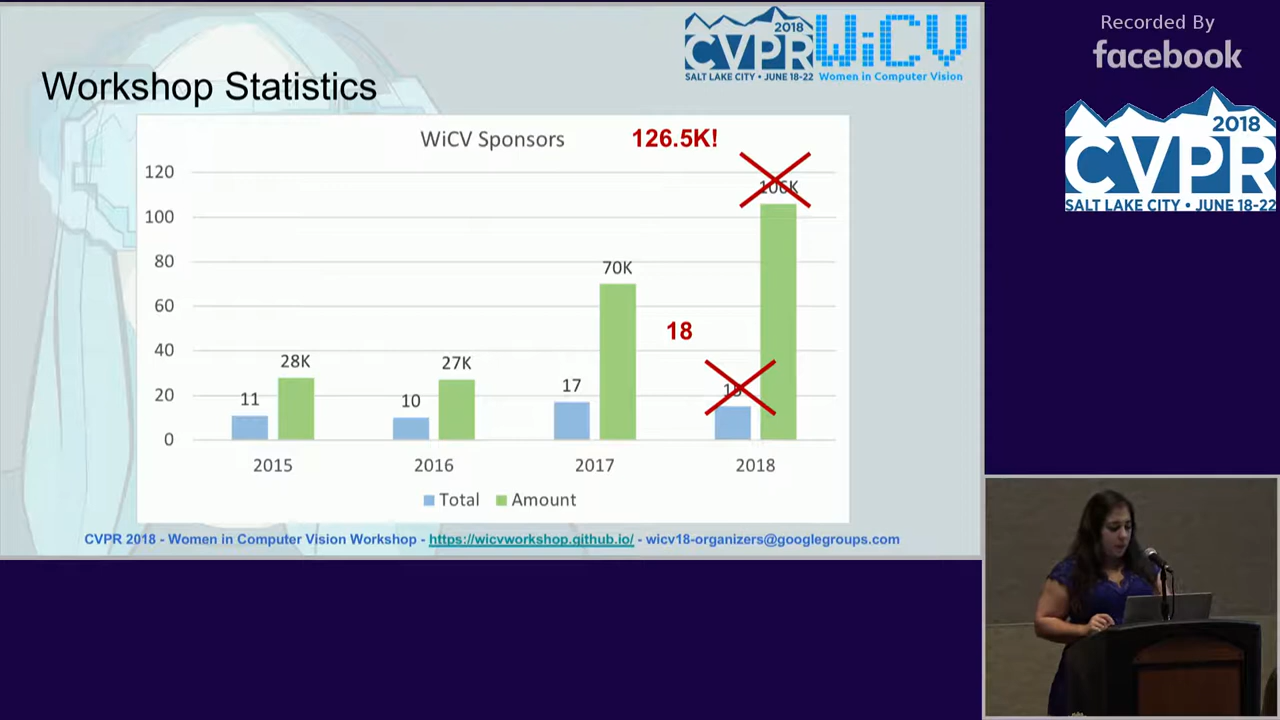 Workshop Statistics
2018
CVPR
SALT LAKE CITY • JUNE 18-22
WiCV
Women in Computer Vision
Recorded By
facebook
2018
CVPR
SALT LAKE CITY • JUNE 18-22
WiCV Sponsors
126.5K!
120
100
80
60
40
20
0
106K
70K
18
28K
27K
11
10
17
15
2015
2016
2017
2018
Total
Amount
CVPR 2018 - Women in Computer Vision Workshop - https://wicvworkshop.github.io/ - wicv18-organizers@googlegroups.com